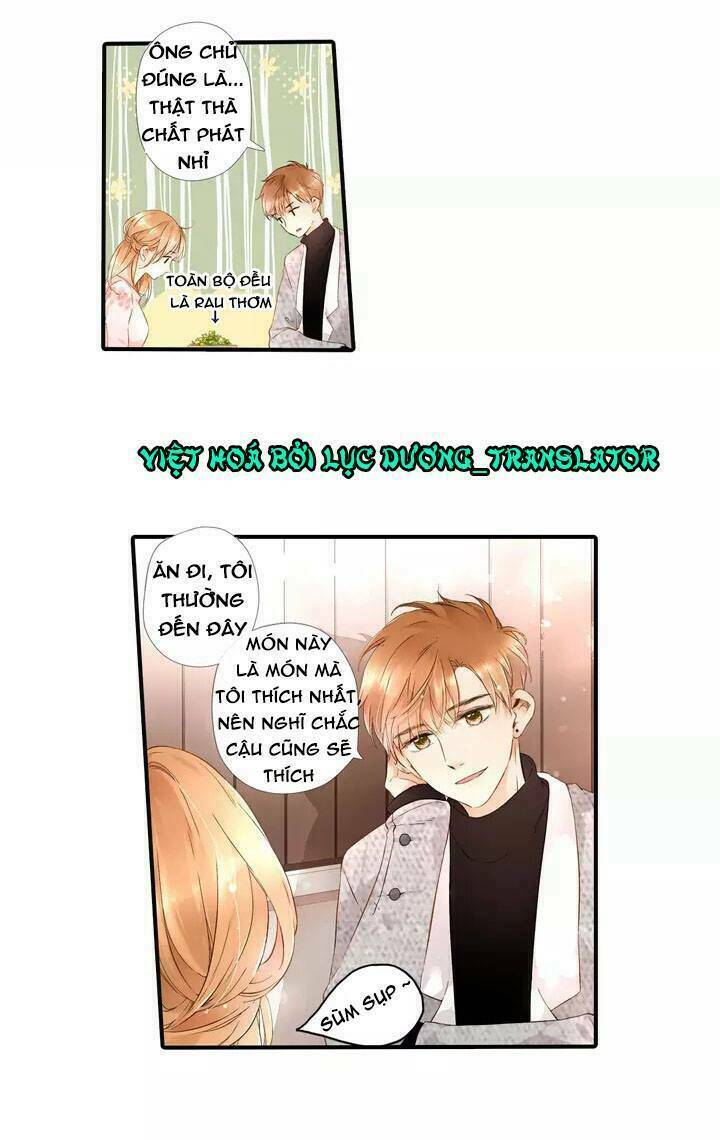 ÔNG CHỦ
ĐÚNG LÀ...
THẬT THÀ
CHẤT PHÁT
NHỈ
TOÀN BỘ ĐỀU
LÀ RAU THƠM
↓
VIỆT HOÁ BỞI LỤC DƯƠNG_TRANSLATOR
ĂN ĐI, TÔI
THƯỜNG
ĐẾN ĐÂY
MÓN NÀY
LÀ MÓN MÀ
TÔI THÍCH NHẤT,
NÊN NGHĨ CHẮC
CẬU CŨNG SẼ
THÍCH
SÙM SỤP ~